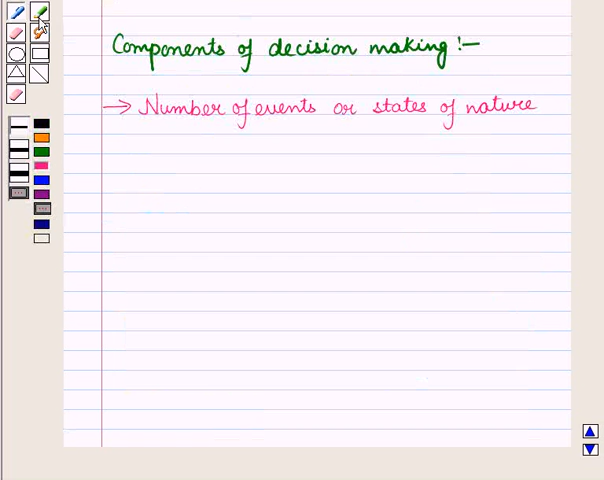 Components of decision making :-
→ Number of events or states of nature